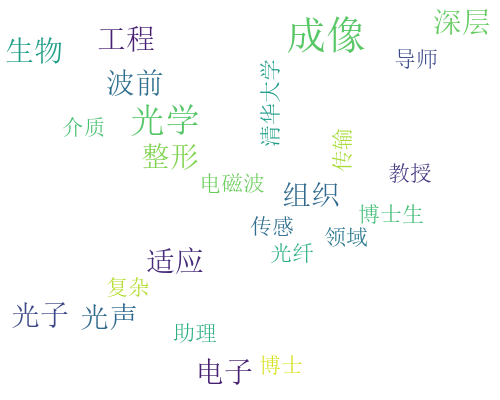 成像
深层
工程
生物
导师
波前
清华大学
光学
介质
传输
整形
教授
电磁波
组织
博士生
传感
领域
光纤
适应
复杂
光子
光声
助理
电子
博士